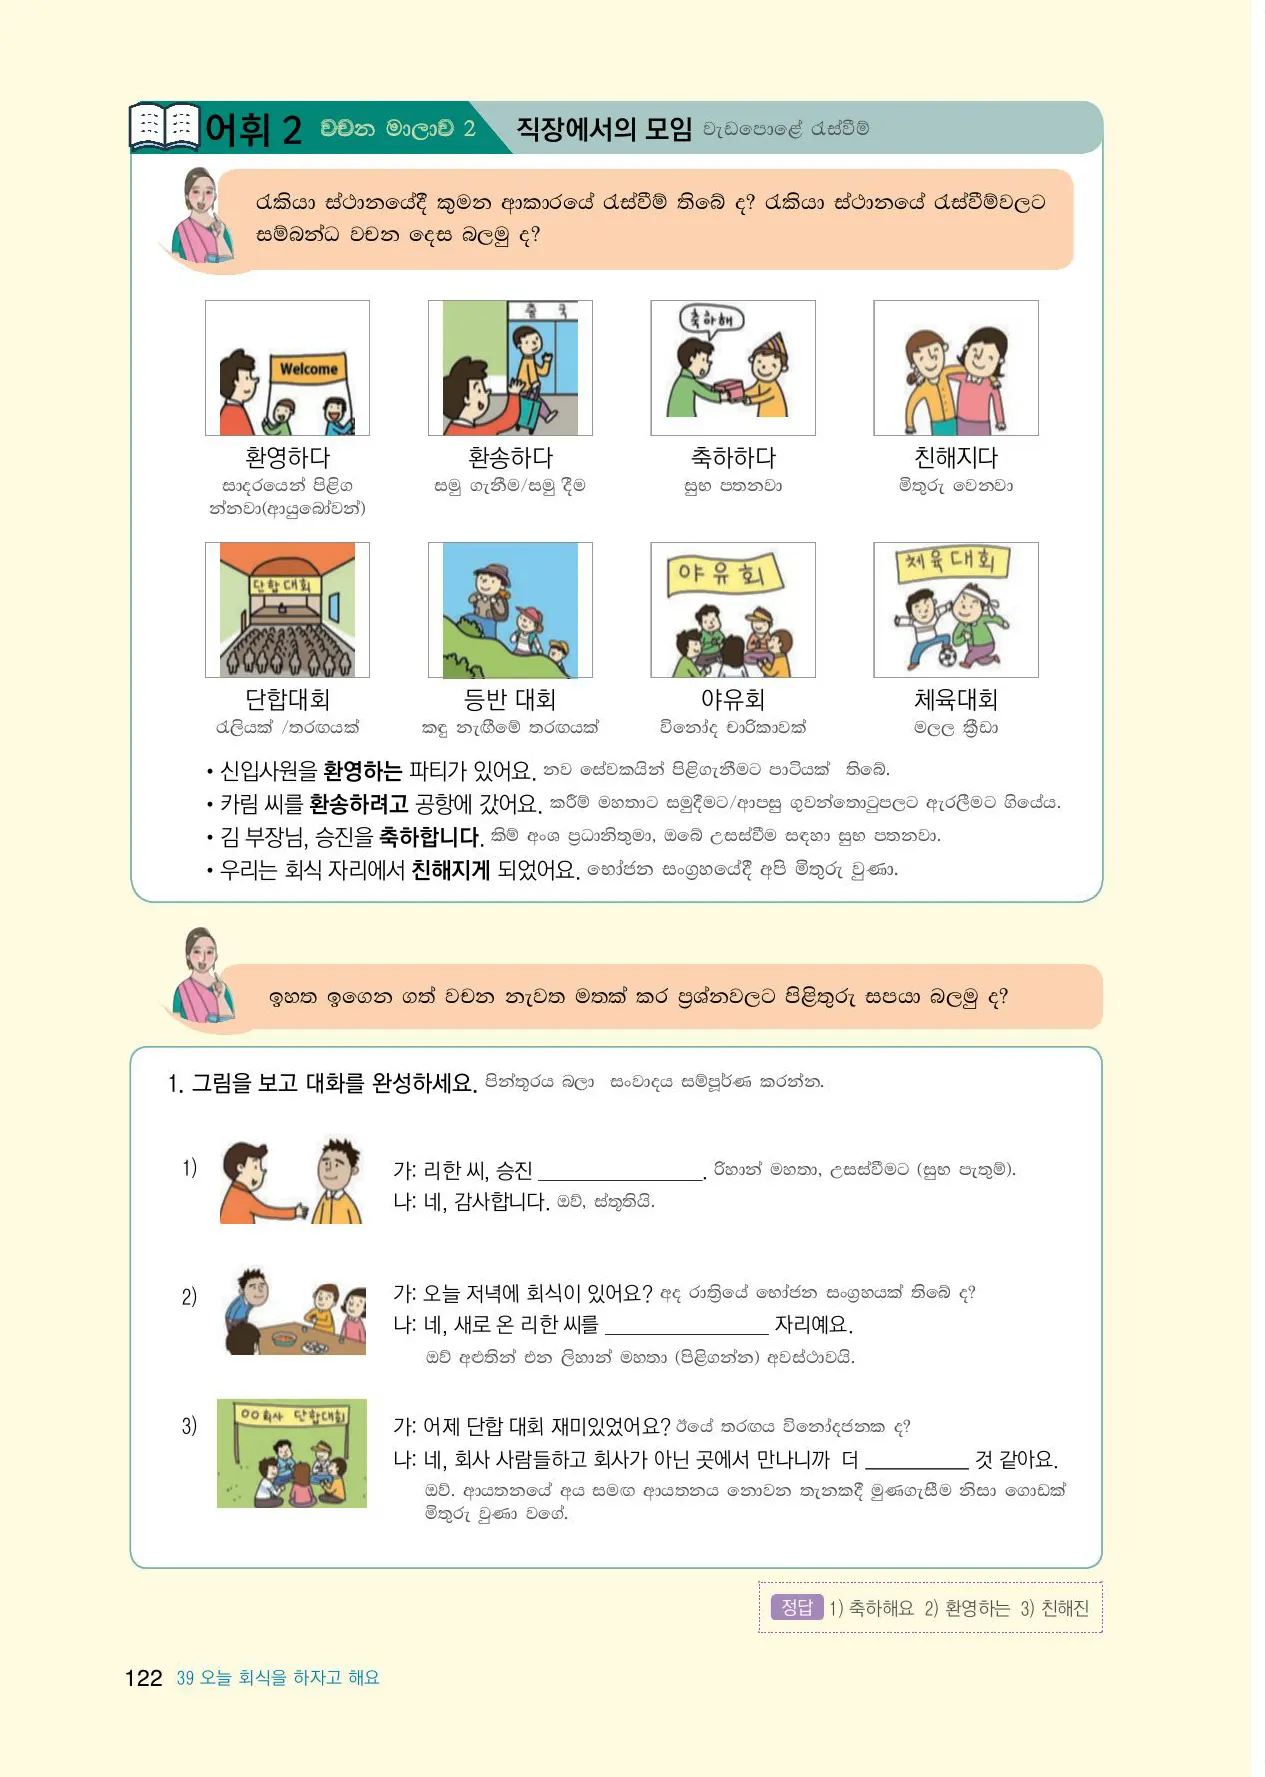 어휘 2 වචන මාලාව 2 직장에서의 모임 වැඩපොළේ රැස්වීම්
රැකියා ස්ථානයේදී කුමන ආකාරයේ රැස්වීම් තිබේ ද? රැකියා ස්ථානයේ රැස්වීම්වලට
සම්බන්ධ වචන දෙස බලමු ද?
Welcome
출 국
축하해
환영하다
සාදරයෙන් පිළිග
න්නවා(ආයුබෝවන්)
환송하다
සමු ගැනීම/සමු දීම
축하하다
සුභ පතනවා
친해지다
මිතුරු වෙනවා
단합대회
야유회
체육대회
단합대회
රැලියක් /තරඟයක්
등반 대회
කඳු නැඟීමේ තරඟයක්
야유회
විනෝද චාරිකාවක්
체육대회
මලල ක්‍රීඩා
• 신입사원을 환영하는 파티가 있어요. නව සේවකයින් පිළිගැනීමට පාටියක් තිබේ.
• 카림 씨를 환송하려고 공항에 갔어요. කරීම් මහතාට සමුදීමට/ආපසු ගුවන්තොටුපලට ඇරලීමට ගියේය.
• 김 부장님, 승진을 축하합니다. කිම් අංශ ප්‍රධානිතුමා, ඔබේ උසස්වීම සඳහා සුභ පතනවා.
• 우리는 회식 자리에서 친해지게 되었어요. භෝජන සංග්‍රහයේදී අපි මිතුරු වුණා.
ඉහත ඉගෙන ගත් වචන නැවත මතක් කර ප්‍රශ්නවලට පිළිතුරු සපයා බලමු ද?
1. 그림을 보고 대화를 완성하세요. පින්තූරය බලා සංවාදය සම්පූර්ණ කරන්න.
1)
가: 리한 씨, 승진 _______________. රිහාන් මහතා, උසස්වීමට (සුභ පැතුම්).
나: 네, 감사합니다. ඔව්, ස්තූතියි.
2)
가: 오늘 저녁에 회식이 있어요? අද රාත්‍රියේ භෝජන සංග්‍රහයක් තිබේ ද?
나: 네, 새로 온 리한 씨를 _______________ 자리예요.
ඔව් අළුතින් එන ලිහාන් මහතා (පිළිගන්න) අවස්ථාවයි.
3)
OO회사 단합대회
가: 어제 단합 대회 재미있었어요? ඊයේ තරඟය විනෝදජනක ද?
나: 네, 회사 사람들하고 회사가 아닌 곳에서 만나니까 더 __________ 것 같아요.
ඔව්. ආයතනයේ අය සමඟ ආයතනය නොවන තැනකදී මුණගැසීම නිසා ගොඩක්
මිතුරු වුණා වගේ.
정답 1) 축하해요 2) 환영하는 3) 친해진
122 39 오늘 회식을 하자고 해요